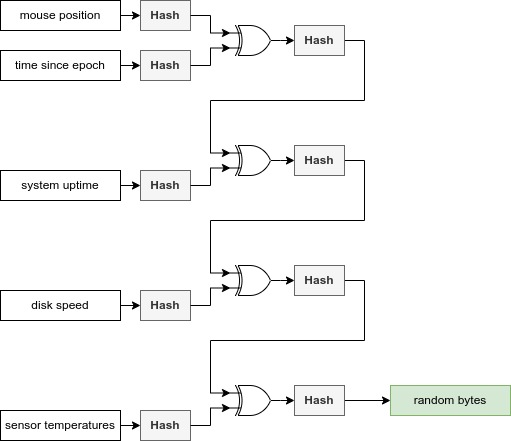 mouse position
Hash
time since epoch
Hash
Hash
system uptime
Hash
Hash
disk speed
Hash
Hash
sensor temperatures
Hash
Hash
random bytes